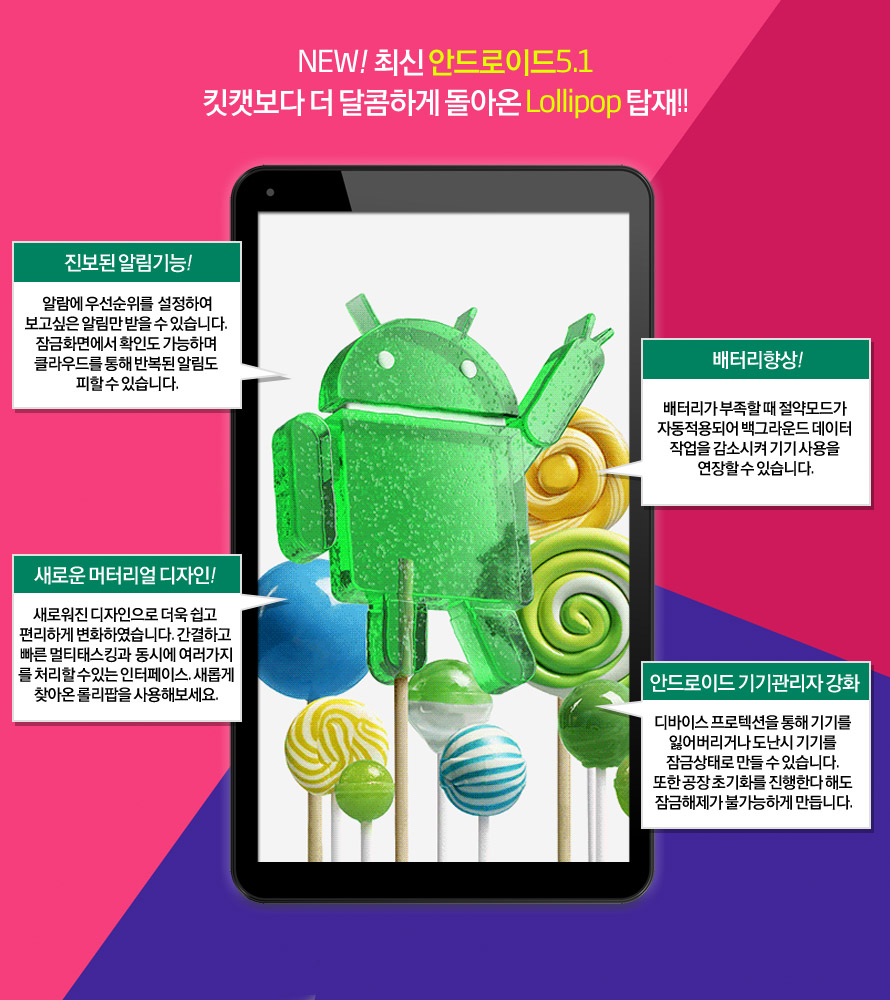 NEW! 최신 안드로이드5.1
킷캣보다 더 달콤하게 돌아온 Lollipop 탑재!!
진보된 알림기능!
알람에 우선순위를 설정하여
보고싶은 알림만 받을 수 있습니다.
잠금화면에서 확인도 가능하며
클라우드를 통해 반복된 알림도
피할 수 있습니다.
배터리향상!
배터리가 부족할 때 절약모드가
자동적용되어 백그라운드 데이터
작업을 감소시켜 기기 사용을
연장할 수 있습니다.
새로운 머터리얼 디자인!
새로워진 디자인으로 더욱 쉽고
편리하게 변화하였습니다. 간결하고
빠른 멀티태스킹과 동시에 여러가지
를 처리할 수있는 인터페이스. 새롭게
찾아온 롤리팝을 사용해보세요.
안드로이드 기기관리자 강화
디바이스 프로텍션을 통해 기기를
잃어버리거나 도난시 기기를
잠금상태로 만들 수 있습니다.
또한 공장 초기화를 진행한다 해도
잠금해제가 불가능하게 만듭니다.